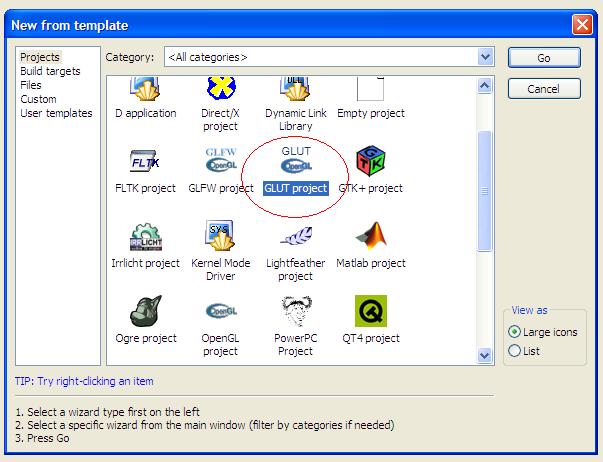 New from template
Projects
Build targets
Files
Custom
User templates
Category:
<All categories>
Go
Cancel
D application
Direct/X
project
DLL
Dynamic Link
Library
Empty project
FLTK
FLTK project
GLFW
OpenGL
GLFW project
GLUT
OpenGL
GLUT project
GTK
GTK+ project
IRRLICHT
Irrlicht project
SYS
Kernel Mode
Driver
Lightfeather
project
Matlab project
Ogre project
OpenGL
OpenGL
project
PowerPC
Project
QT4 project
View as
Large icons
List
TIP: Try right-clicking an item
1. Select a wizard type first on the left
2. Select a specific wizard from the main window (filter by categories if needed)
3. Press Go